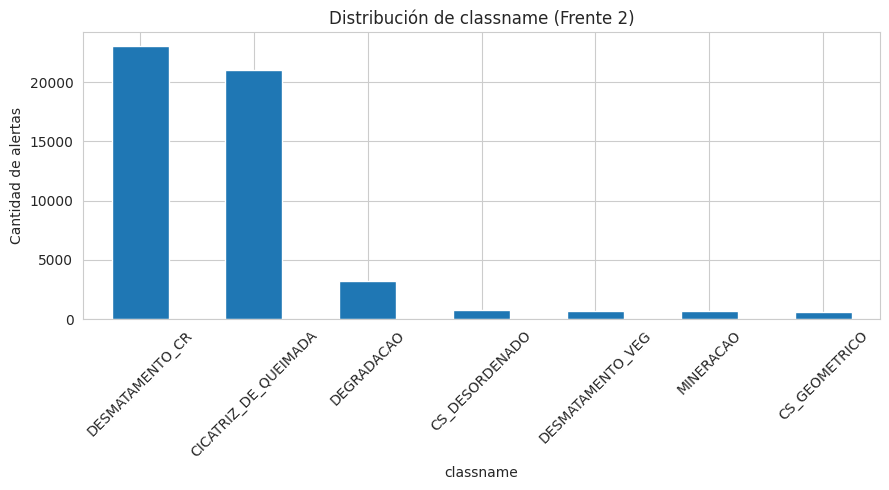 Distribución de classname (Frente 2)
Cantidad de alertas
20000
15000
10000
5000
0
DESMATAMENTO_CR
CICATRIZ_DE_QUEIMADA
DEGRADACAO
CS_DESORDENADO
DESMATAMENTO_VEG
MINERACAO
CS_GEOMETRICO
classname